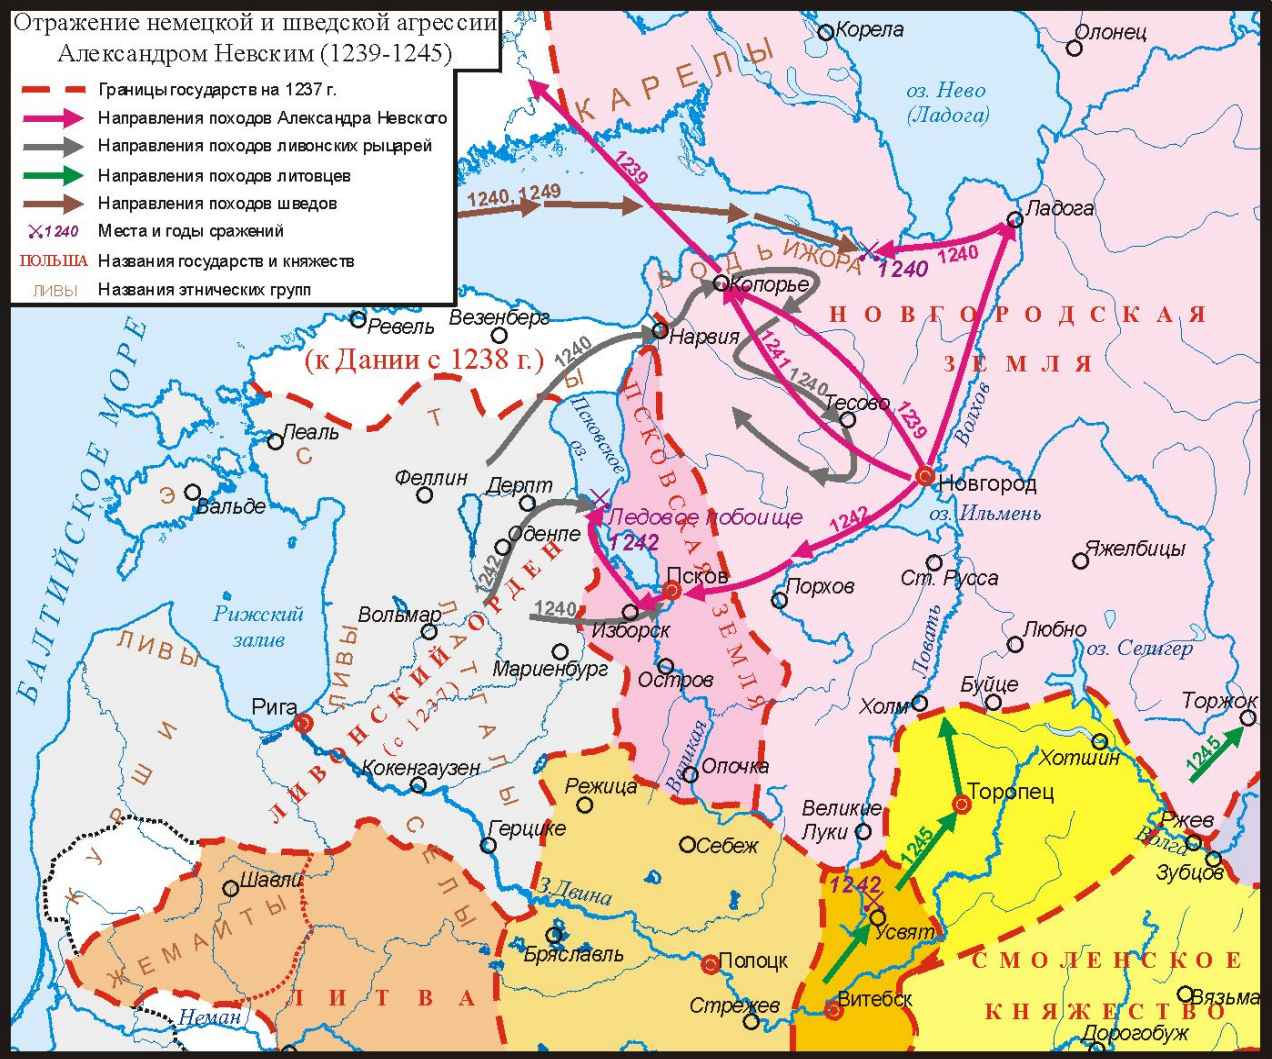 Отражение немецкой и шведской агрессии
Александром Невским (1239-1245)
Границы государств на 1237 г.
Направления походов Александра Невского
Направления походов ливонских рыцарей
Направления походов литовцев
Направления походов шведов
1240
Места и годы сражений
ПОЛЬША
Названия государств и княжеств
ЛИВЫ
Названия этнических групп
Корела
Олонец
КАРЕЛЫ
оз. Нево
(Ладога)
1239
1240, 1249
Ладога
1240
1240
ВОДЬ
ИЖОРА
Копорье
НОВГОРОДСКАЯ
ЗЕМЛЯ
Ревель
Везенберг
Нарвия
(к Дании с 1238 г.)
1240
1241
1240
1239
Тесово
Волхов
БАЛТИЙСКОЕ МОРЕ
ЭСТЫ
Псковское
оз.
ПСКОВСКАЯ ЗЕМЛЯ
Леаль
Вальде
Феллин
Дерпт
Оденпе
Новгород
оз. Ильмень
Ледовое побоище
1242
1242
1242
Яжелбицы
Ст. Русса
Псков
Порхов
1240
Изборск
Рижский
залив
Вольмар
Мариенбург
Остров
Ловать
Любно
оз. Селигер
ЛИВЫ
ЛИВЫ
ЛАТГАЛЫ
ЛИВОНСКИЙ ОРДЕН
(с 1237)
Рига
Холм
Буйце
Торжок
1245
Хотшин
Кокенгаузен
Великая
Опочка
Режица
Торопец
КУРШИ
Герцике
СЕЛЫ
Себеж
Великие
Луки
1245
Ржев
Волга
Зубцов
Шавли
ЖЕМАЙТЫ
З.Двина
1242
Усвят
Бряславль
Полоцк
СМОЛЕНСКОЕ
КНЯЖЕСТВО
ЛИТВА
Неман
Стрежев
Витебск
Вязьма
Дорогобуж